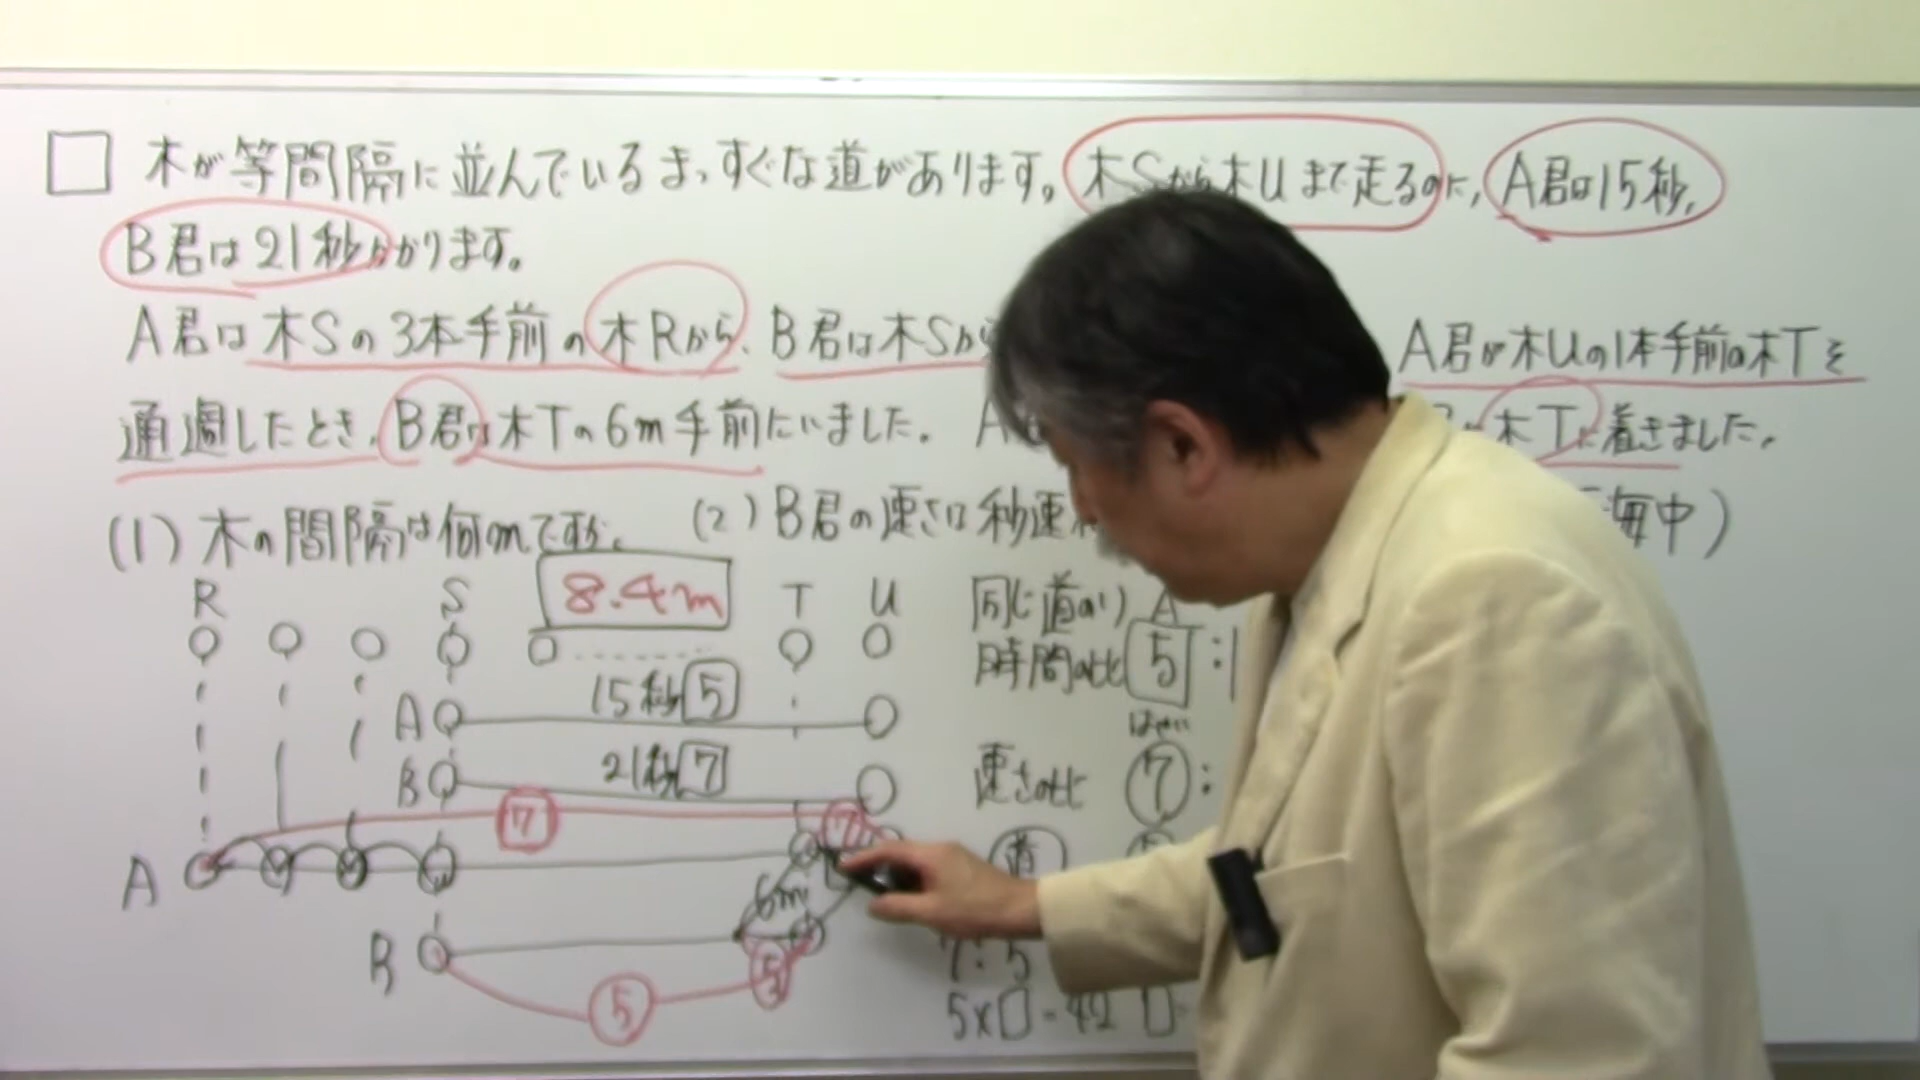 木が等間隔に並んでいるまっすぐな道があります。木Sから木Uまで走るのに, A君は15秒,
B君は21秒かかります。
A君は木Sの3本手前の木Rから、B君は木Sか A君が木Uの1本手前の木Tを
通過したとき、B君は木Tの6m手前にいました。 A 木Tに着きました。
(1) 木の間隔は何mですか。 (2) B君の速さは秒速 海中)
8.4m
R S T U
同じ道のり A
時間の比 5 :
15秒 5
A
はやい
21秒 7
B
速さの比 7 :
7 7
道
A
6m
B
5 5
7:5
5×□=42 □=